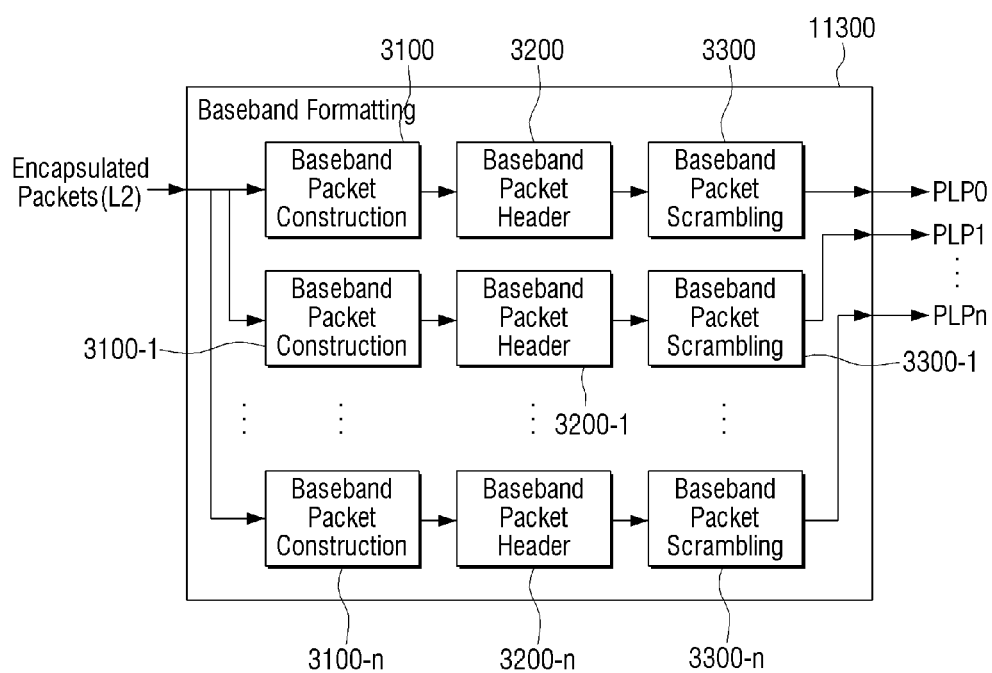 11300
3100
3200
3300
Baseband Formatting
Encapsulated
Packets(L2)
Baseband
Packet
Construction
Baseband
Packet
Header
Baseband
Packet
Scrambling
PLP0
PLP1
PLPn
Baseband
Packet
Construction
Baseband
Packet
Header
Baseband
Packet
Scrambling
3100-1
3200-1
3300-1
Baseband
Packet
Construction
Baseband
Packet
Header
Baseband
Packet
Scrambling
3100-n
3200-n
3300-n